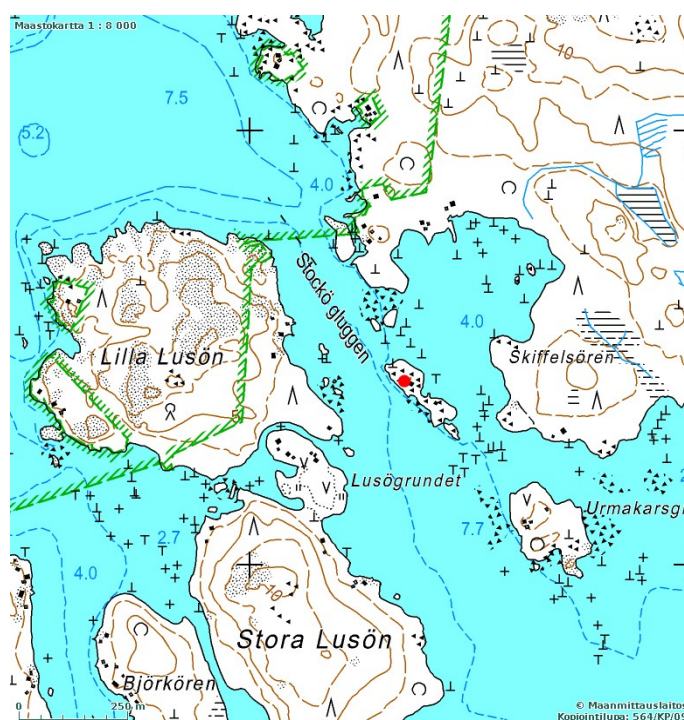 Maastokartta 1 : 8 000
10
7.5
5.2
4.0
Stockö gluggen
4.0
Skiffelsören
Lilla Lusön
Lusögrundet
7.7
2.7
4.0
10
Stora Lusön
Björkören
0 250 m
© Maanmittauslaitos
Kopiointilupa: 564/KP/09